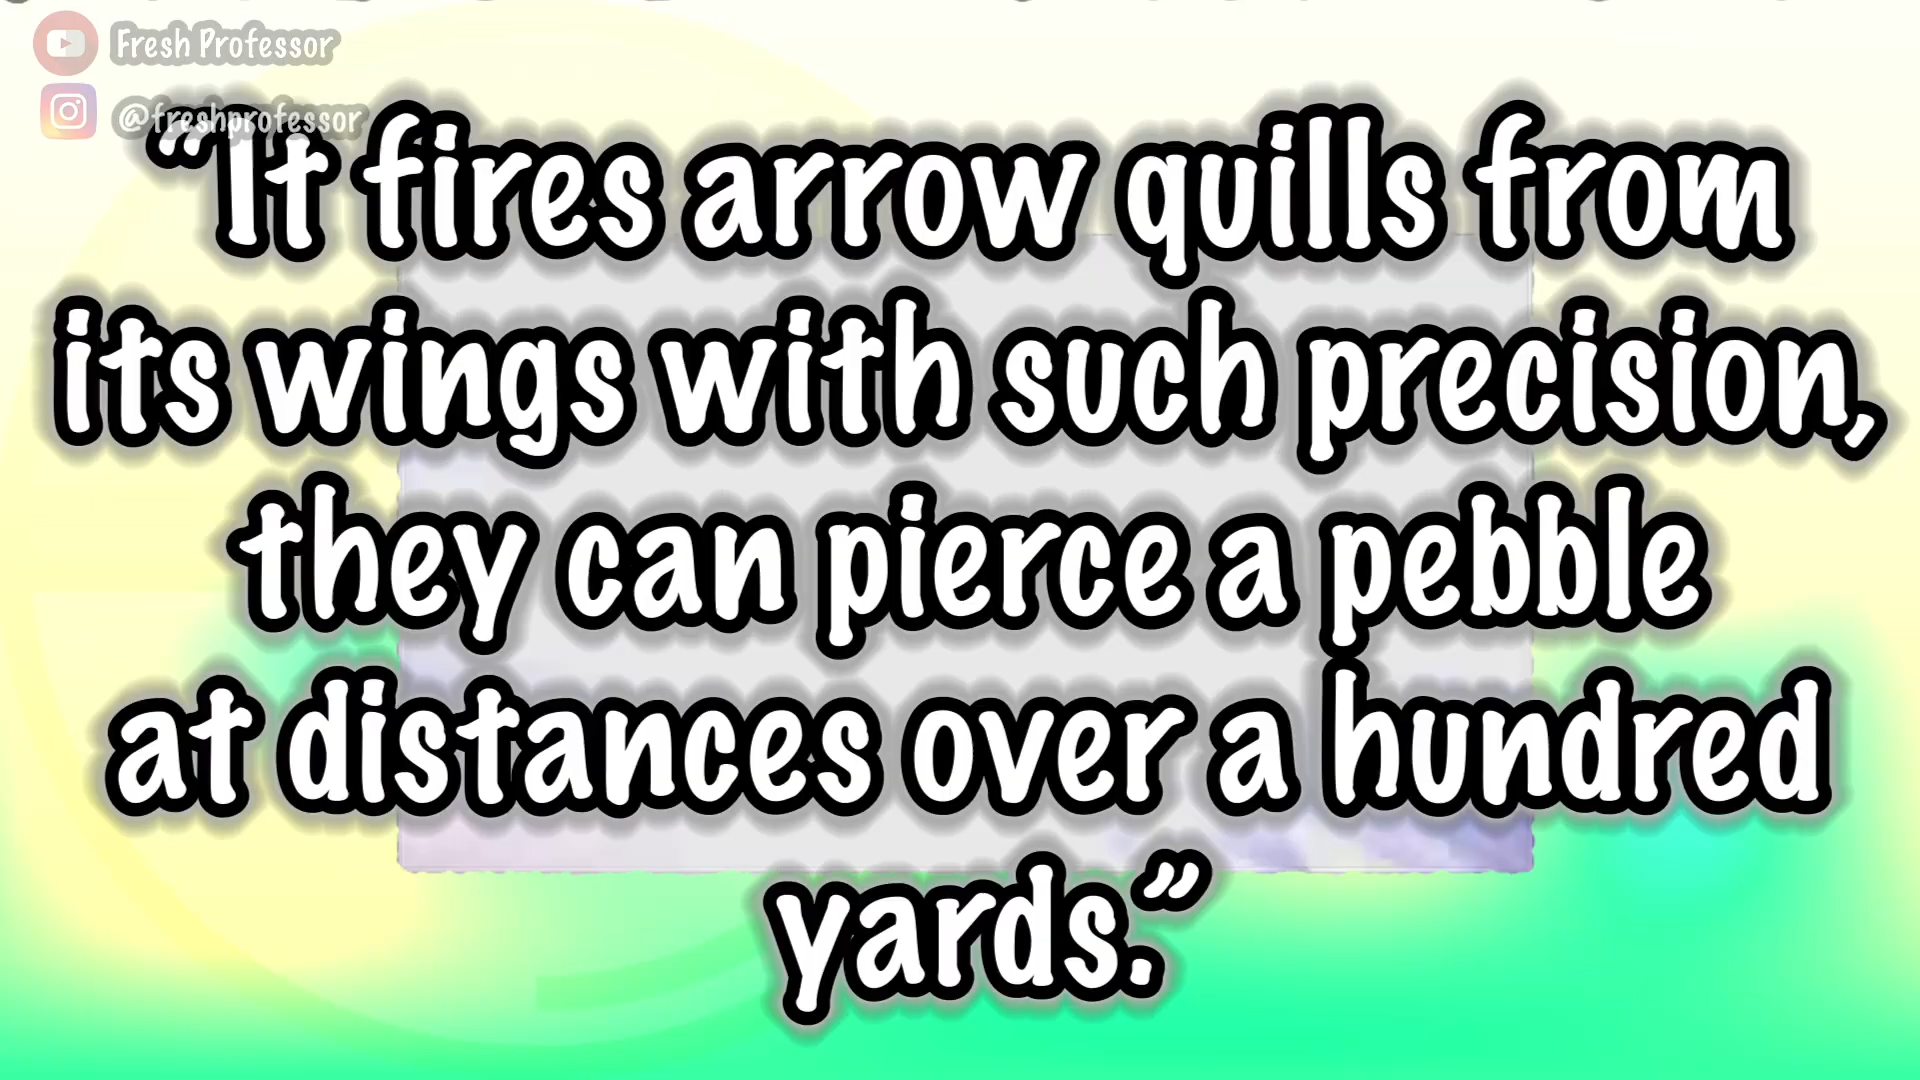 Fresh Professor
@freshprofessor
“It fires arrow quills from
its wings with such precision,
they can pierce a pebble
at distances over a hundred
yards.”